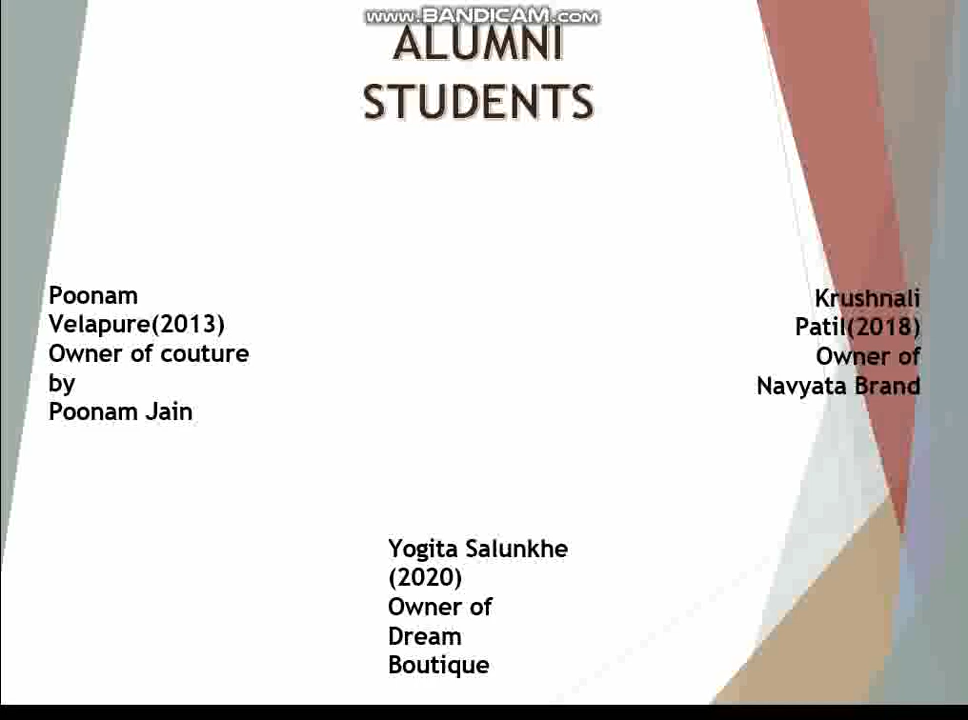 www.BANDICAM.com
ALUMNI
STUDENTS
Poonam
Velapure(2013)
Owner of couture
by
Poonam Jain
Krushnali
Patil(2018)
Owner of
Navyata Brand
Yogita Salunkhe
(2020)
Owner of
Dream
Boutique